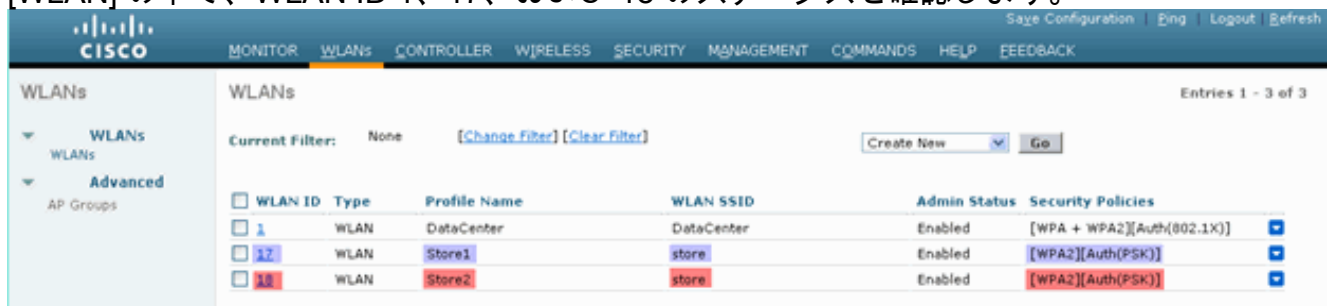 [WLAN] の下で、WLAN ID 1、17、および 18 のステータスを確認します。
Save Configuration | Ping | Logout | Refresh
CISCO MONITOR WLANs CONTROLLER WIRELESS SECURITY MANAGEMENT COMMANDS HELP FEEDBACK
WLANs
WLANs
WLANs
Advanced
AP Groups
WLANs Entries 1 - 3 of 3
Current Filter: None [Change Filter] [Clear Filter] Create New Go
WLAN ID Type Profile Name WLAN SSID Admin Status Security Policies
1 WLAN DataCenter DataCenter Enabled [WPA + WPA2][Auth(802.1X)]
17 WLAN Store1 store Enabled [WPA2][Auth(PSK)]
18 WLAN Store2 store Enabled [WPA2][Auth(PSK)]